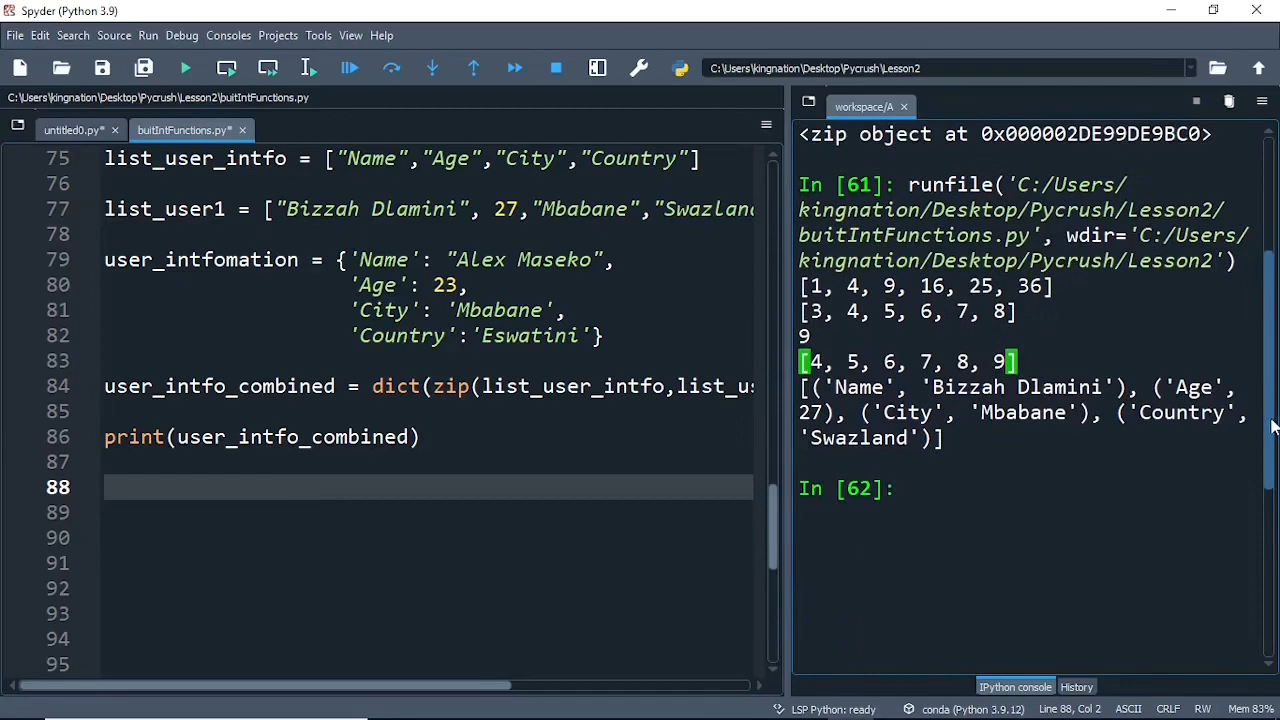 Spyder (Python 3.9)
File Edit Search Source Run Debug Consoles Projects Tools View Help
C:\Users\kingnation\Desktop\Pycrush\Lesson2
C:\Users\kingnation\Desktop\Pycrush\Lesson2\buitIntFunctions.py
untitled0.py* buitIntFunctions.py*
75 list_user_intfo = ["Name","Age","City","Country"]
76
77 list_user1 = ["Bizzah Dlamini", 27,"Mbabane","Swazland
78
79 user_intfomation = {'Name': "Alex Maseko",
80 'Age': 23,
81 'City': 'Mbabane',
82 'Country':'Eswatini'}
83
84 user_intfo_combined = dict(zip(list_user_intfo,list_us
85
86 print(user_intfo_combined)
87
88
89
90
91
92
93
94
95
workspace/A
<zip object at 0x000002DE99DE9BC0>
In [61]: runfile('C:/Users/
kingnation/Desktop/Pycrush/Lesson2/
buitIntFunctions.py', wdir='C:/Users/
kingnation/Desktop/Pycrush/Lesson2')
[1, 4, 9, 16, 25, 36]
[3, 4, 5, 6, 7, 8]
9
[4, 5, 6, 7, 8, 9]
[('Name', 'Bizzah Dlamini'), ('Age',
27), ('City', 'Mbabane'), ('Country',
'Swazland')]
In [62]:
IPython console History
LSP Python: ready conda (Python 3.9.12) Line 88, Col 2 ASCII CRLF RW Mem 83%